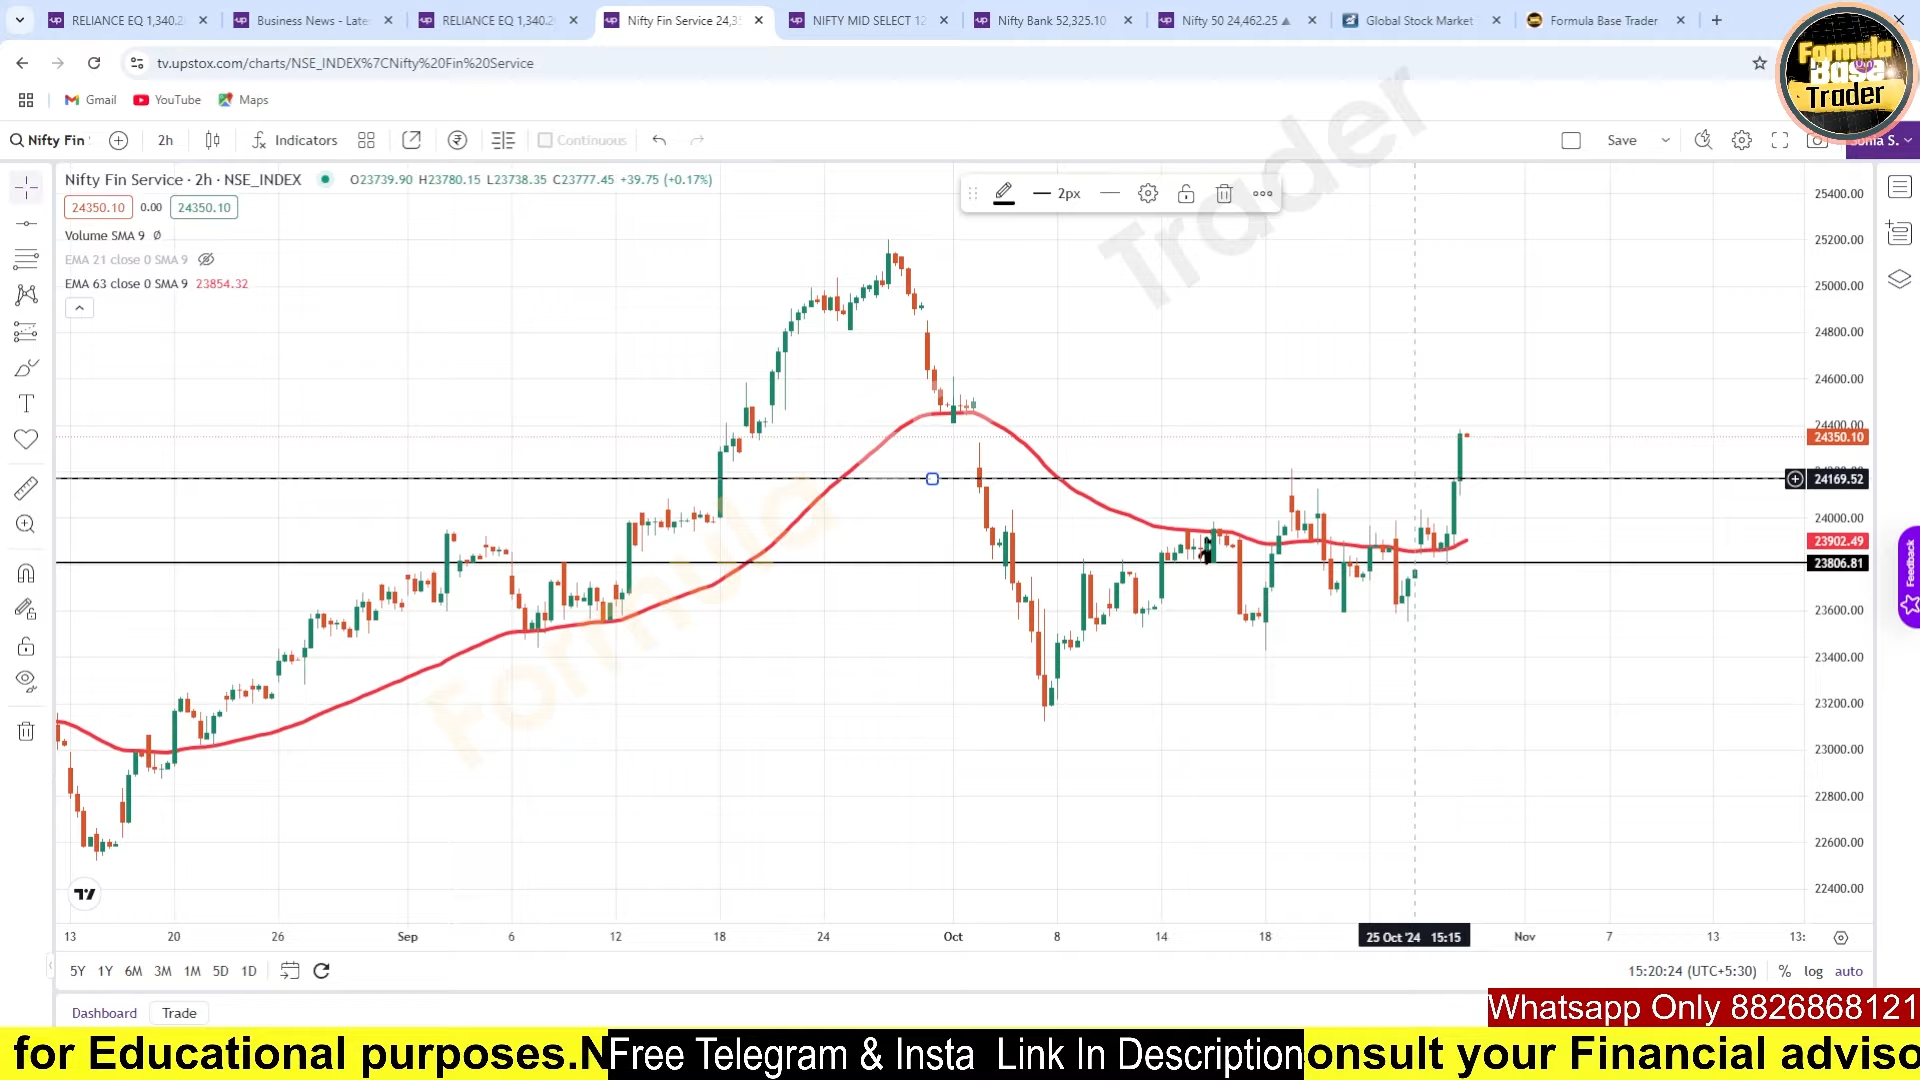 RELIANCE EQ 1,340.2
Business News - Late
RELIANCE EQ 1,340.2
Nifty Fin Service 24,35
NIFTY MID SELECT 12
Nifty Bank 52,325.10
Nifty 50 24,462.25 ▲
Global Stock Market
Formula Base Trader
tv.upstox.com/charts/NSE_INDEX%7CNifty%20Fin%20Service
Gmail
YouTube
Maps
Formula
Base
Trader
Nifty Fin
2h
Indicators
Continuous
Save
onia S.
Nifty Fin Service · 2h · NSE_INDEX
O23739.90 H23780.15 L23738.35 C23777.45 +39.75 (+0.17%)
24350.10 0.00 24350.10
Volume SMA 9 ∅
EMA 21 close 0 SMA 9
EMA 63 close 0 SMA 9 23854.32
2px
Trader
Formula
25400.00
25200.00
25000.00
24800.00
24600.00
24400.00
24350.10
24169.52
24000.00
23902.49
23806.81
23600.00
23400.00
23200.00
23000.00
22800.00
22600.00
22400.00
Feedback
13 20 26 Sep 6 12 18 24 Oct 8 14 18 25 Oct '24 15:15 Nov 7 13 13:
5Y 1Y 6M 3M 1M 5D 1D
15:20:24 (UTC+5:30) % log auto
Dashboard Trade
Whatsapp Only 8826868121
for Educational purposes.N
Free Telegram & Insta Link In Description
onsult your Financial adviso